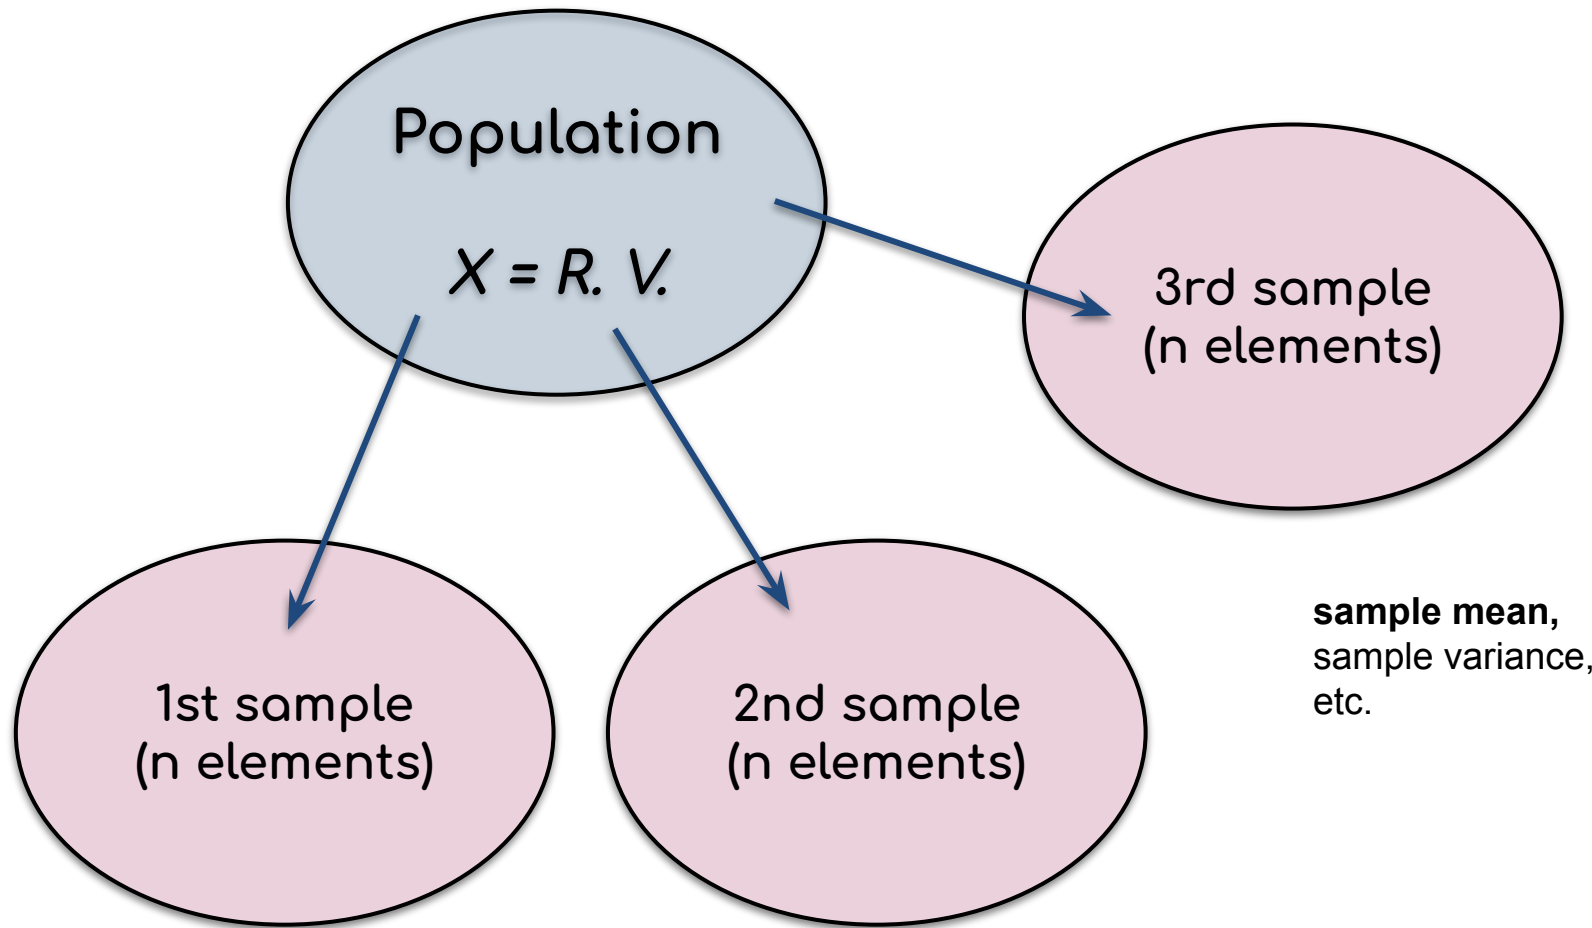 Population
X = R. V.
3rd sample
(n elements)
1st sample
(n elements)
2nd sample
(n elements)
sample mean,
sample variance,
etc.